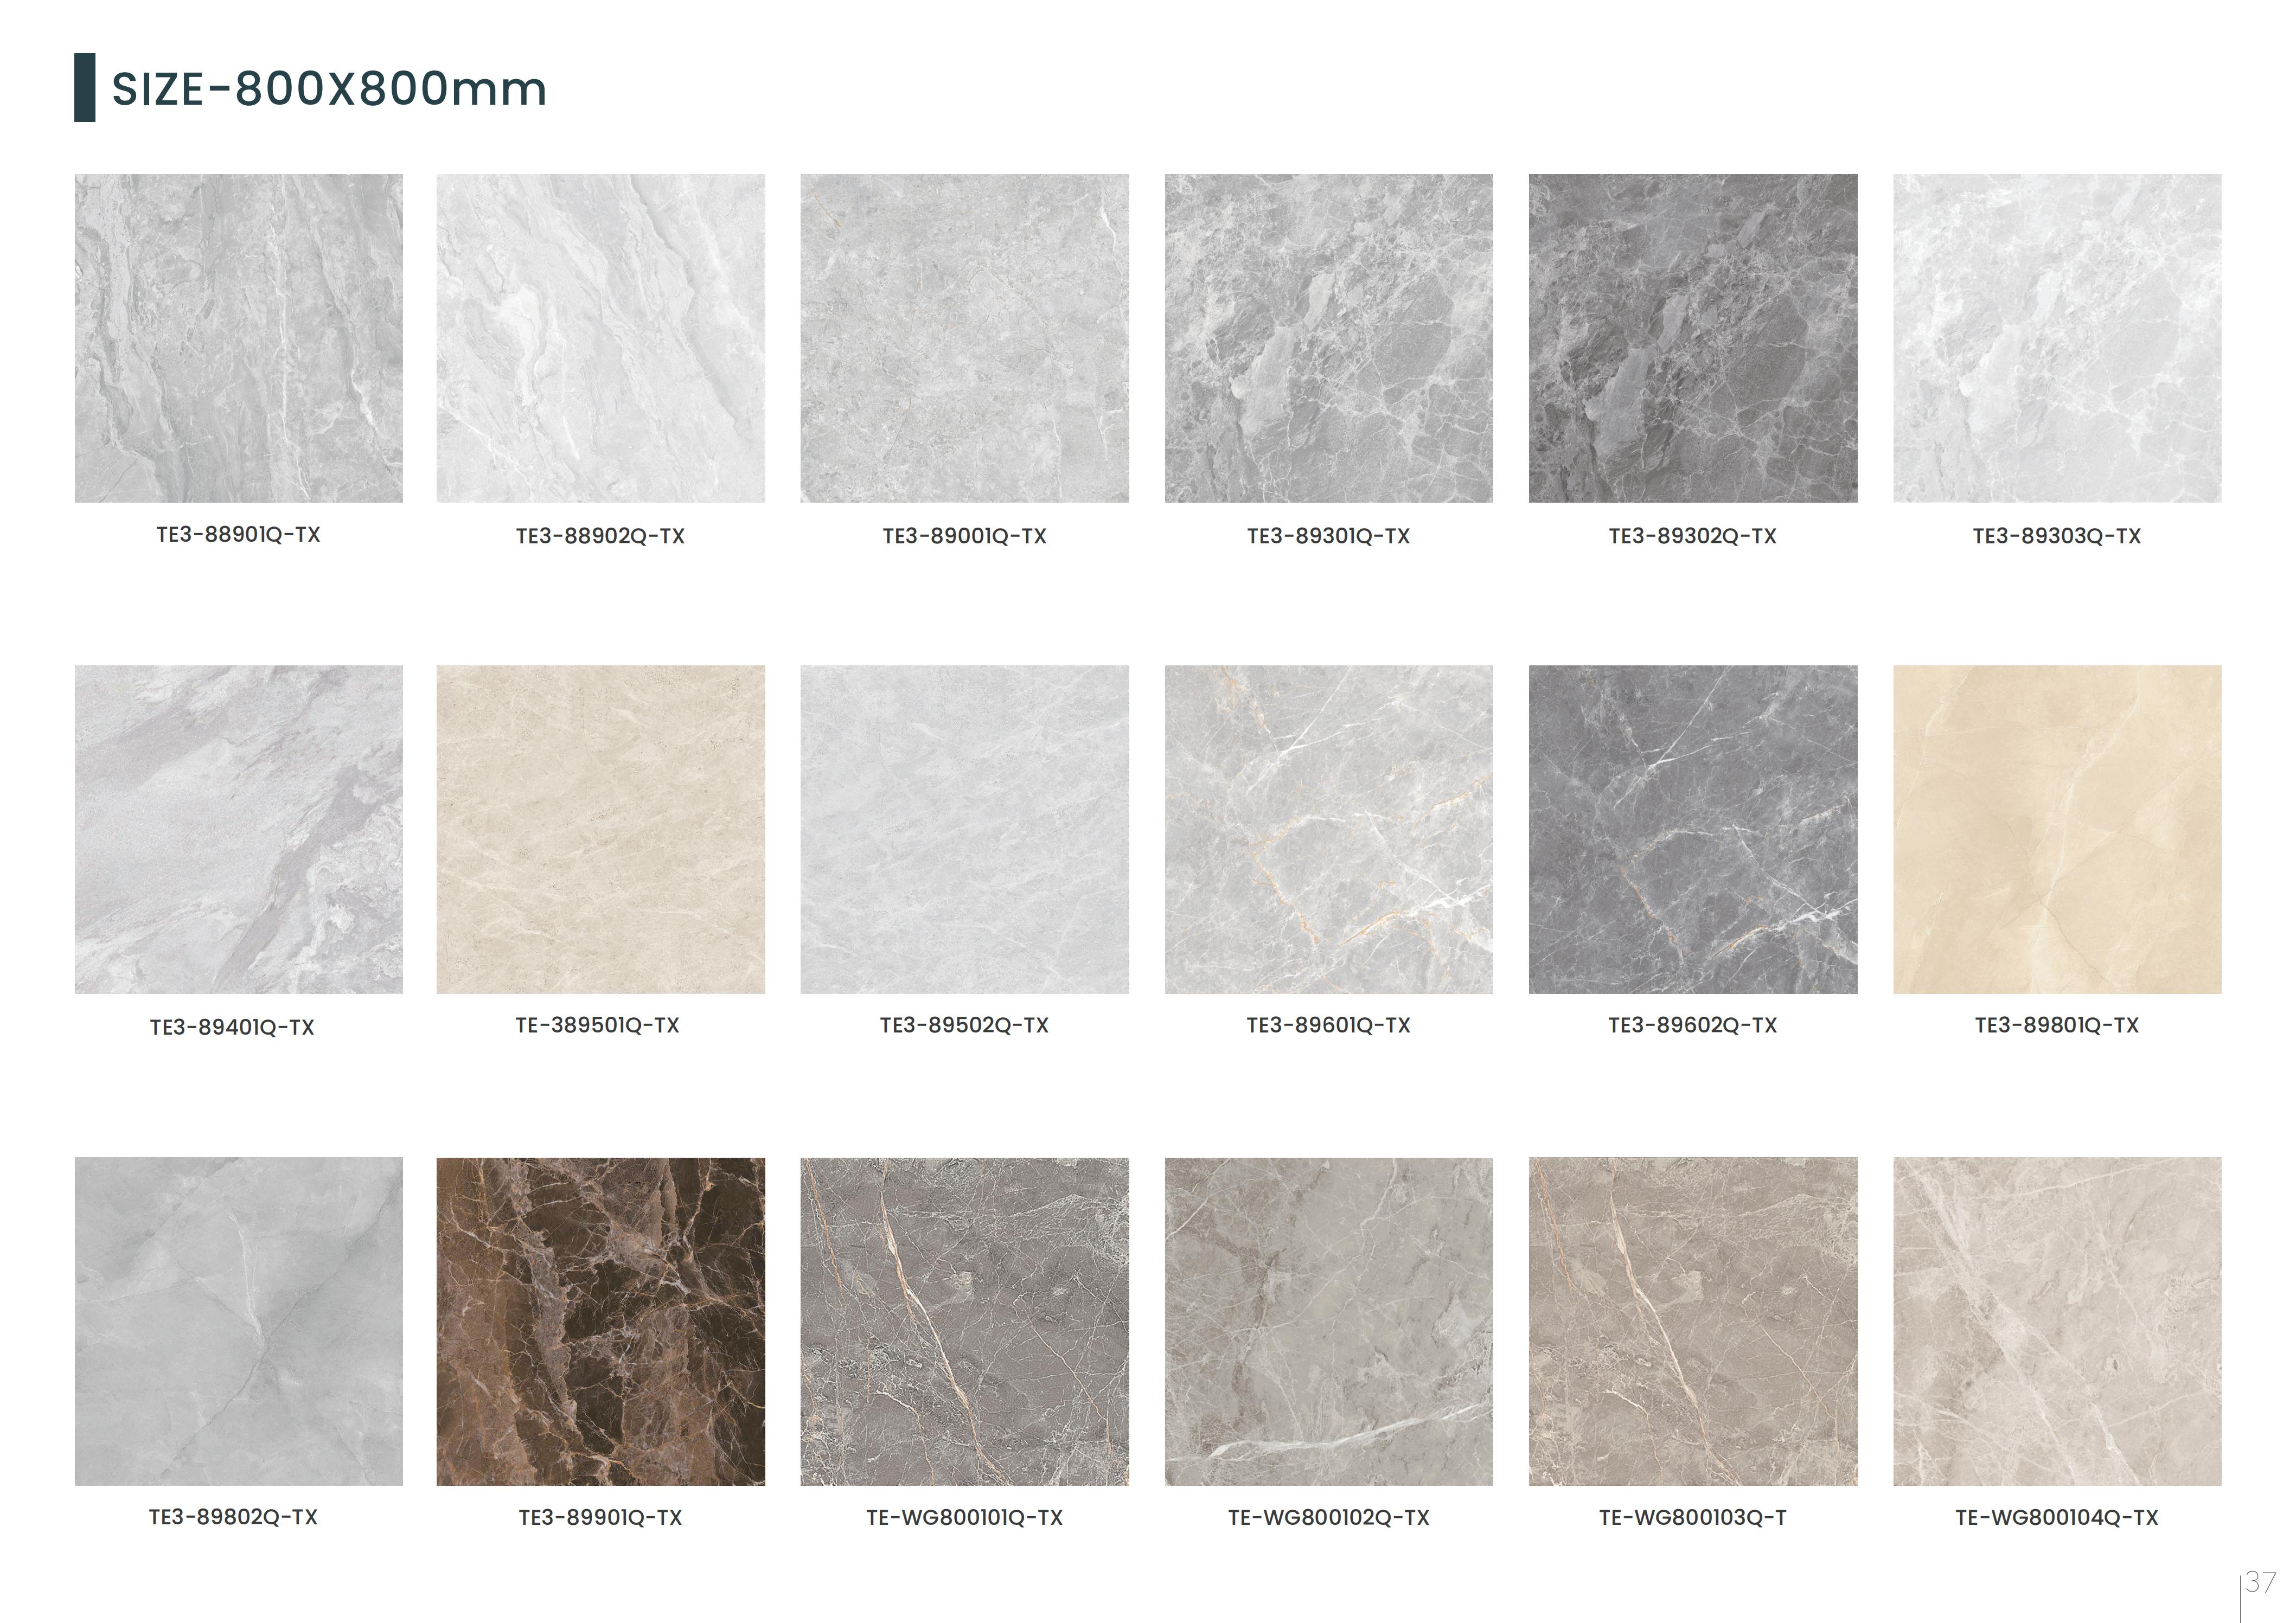 SIZE-800X800mm
TE3-88901Q-TX
TE3-88902Q-TX
TE3-89001Q-TX
TE3-89301Q-TX
TE3-89302Q-TX
TE3-89303Q-TX
TE3-89401Q-TX
TE-389501Q-TX
TE3-89502Q-TX
TE3-89601Q-TX
TE3-89602Q-TX
TE3-89801Q-TX
TE3-89802Q-TX
TE3-89901Q-TX
TE-WG800101Q-TX
TE-WG800102Q-TX
TE-WG800103Q-T
TE-WG800104Q-TX
37